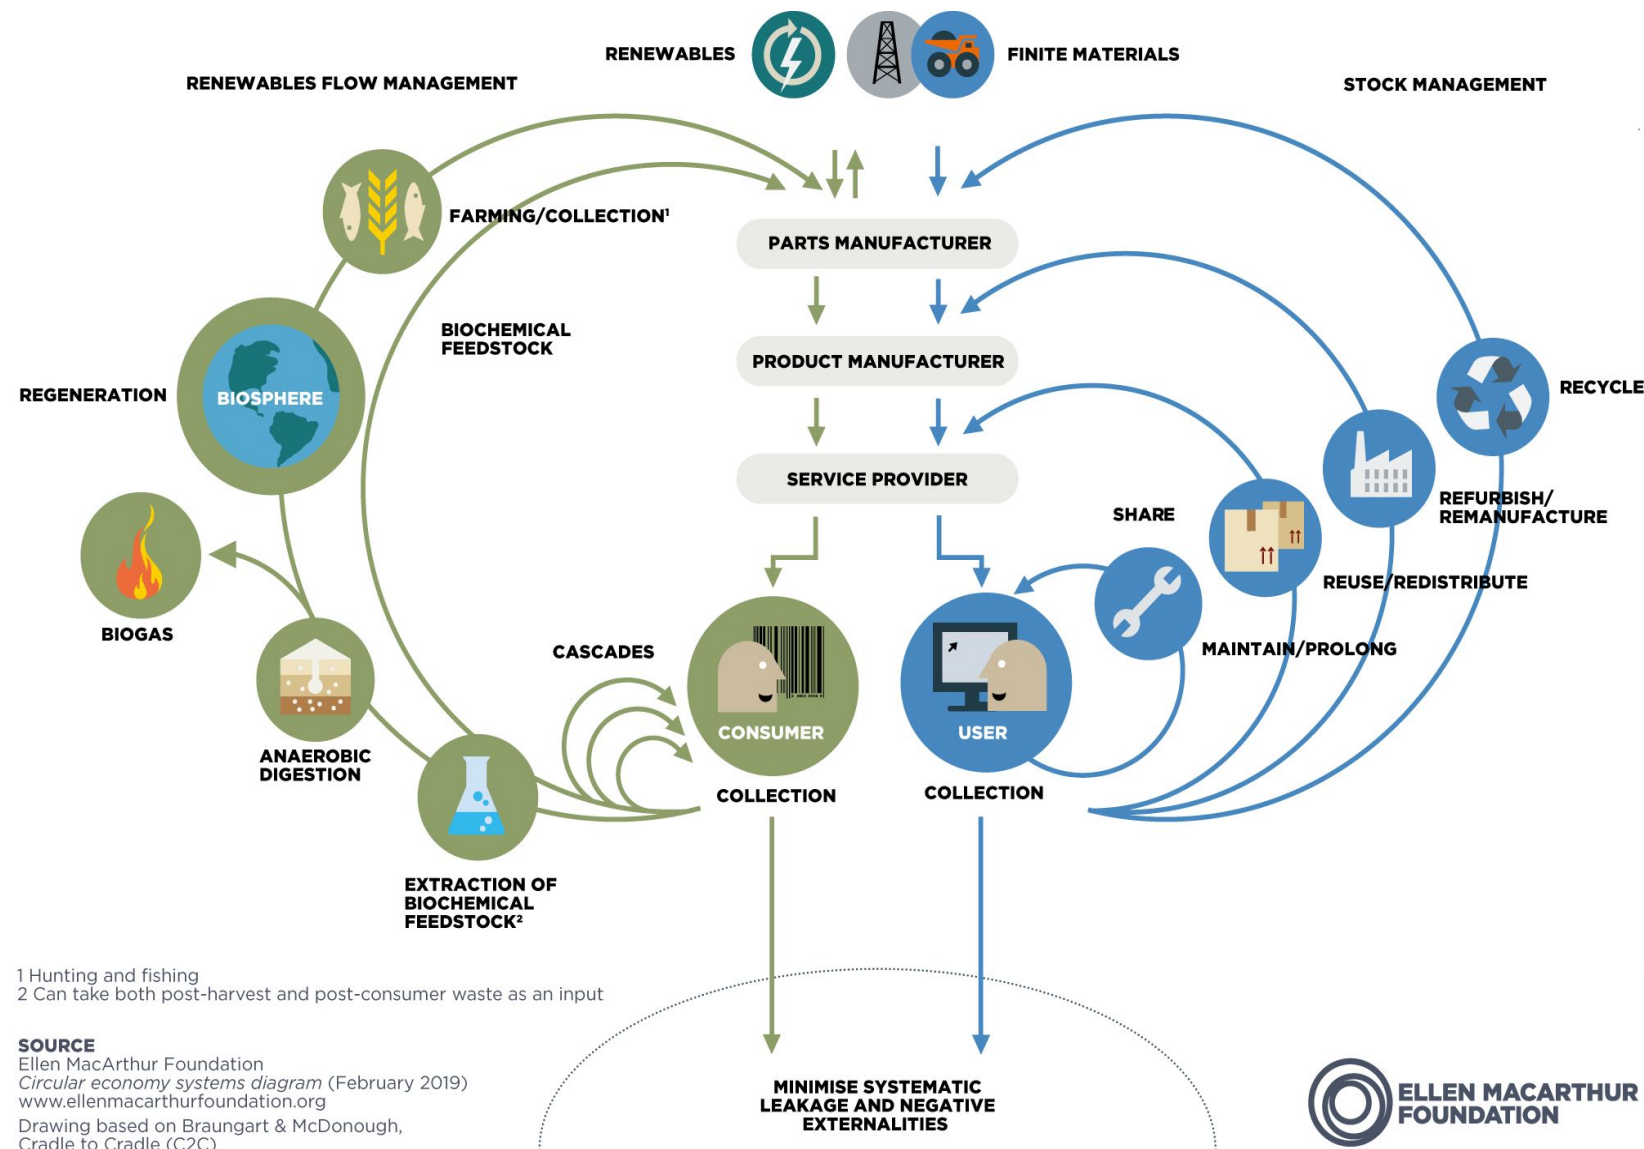 RENEWABLES
FINITE MATERIALS
RENEWABLES FLOW MANAGEMENT
STOCK MANAGEMENT
FARMING/COLLECTION¹
PARTS MANUFACTURER
BIOCHEMICAL
FEEDSTOCK
PRODUCT MANUFACTURER
REGENERATION
BIOSPHERE
RECYCLE
SERVICE PROVIDER
SHARE
REFURBISH/
REMANUFACTURE
REUSE/REDISTRIBUTE
BIOGAS
CASCADES
MAINTAIN/PROLONG
CONSUMER
USER
ANAEROBIC
DIGESTION
COLLECTION
COLLECTION
EXTRACTION OF
BIOCHEMICAL
FEEDSTOCK²
1 Hunting and fishing
2 Can take both post-harvest and post-consumer waste as an input
SOURCE
Ellen MacArthur Foundation
Circular economy systems diagram (February 2019)
www.ellenmacarthurfoundation.org
Drawing based on Braungart & McDonough,
Cradle to Cradle (C2C)
MINIMISE SYSTEMATIC
LEAKAGE AND NEGATIVE
EXTERNALITIES
ELLEN MACARTHUR
FOUNDATION